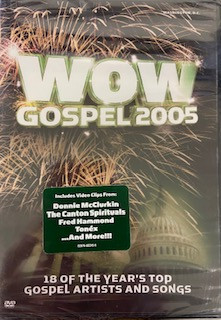 WOW
GOSPEL 2005
Includes Video Clips From:
Donnie McClurkin
The Canton Spirituals
Fred Hammond
Tonéx
...And More!!!
18 OF THE YEAR'S TOP
GOSPEL ARTISTS AND SONGS
DVD